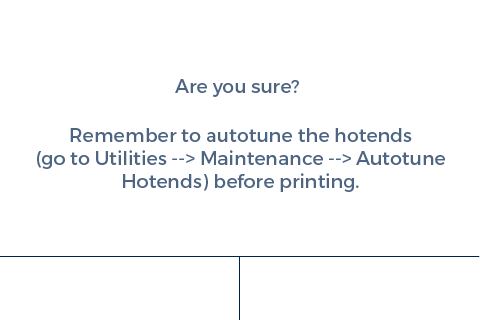 Are you sure?
Remember to autotune the hotends
(go to Utilities --> Maintenance --> Autotune
Hotends) before printing.